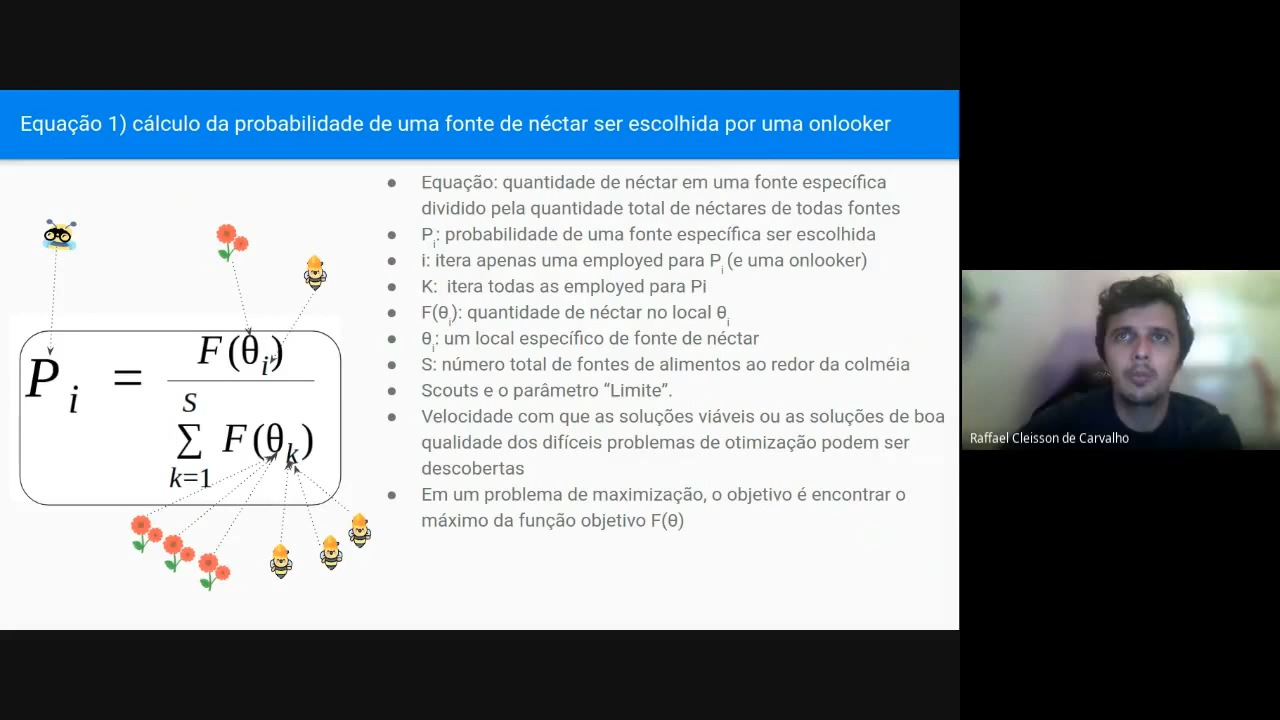 Equação 1) cálculo da probabilidade de uma fonte de néctar ser escolhida por uma onlooker
P i = F(θi) / S ∑ k=1 F(θk)
● Equação: quantidade de néctar em uma fonte específica
dividido pela quantidade total de néctares de todas fontes
● Pi: probabilidade de uma fonte específica ser escolhida
● i: itera apenas uma employed para Pi (e uma onlooker)
● K: itera todas as employed para Pi
● F(θi): quantidade de néctar no local θi
● θi: um local específico de fonte de néctar
● S: número total de fontes de alimentos ao redor da colméia
● Scouts e o parâmetro “Limite”.
● Velocidade com que as soluções viáveis ou as soluções de boa
qualidade dos difíceis problemas de otimização podem ser
descobertas
● Em um problema de maximização, o objetivo é encontrar o
máximo da função objetivo F(θ)
Raffael Cleisson de Carvalho